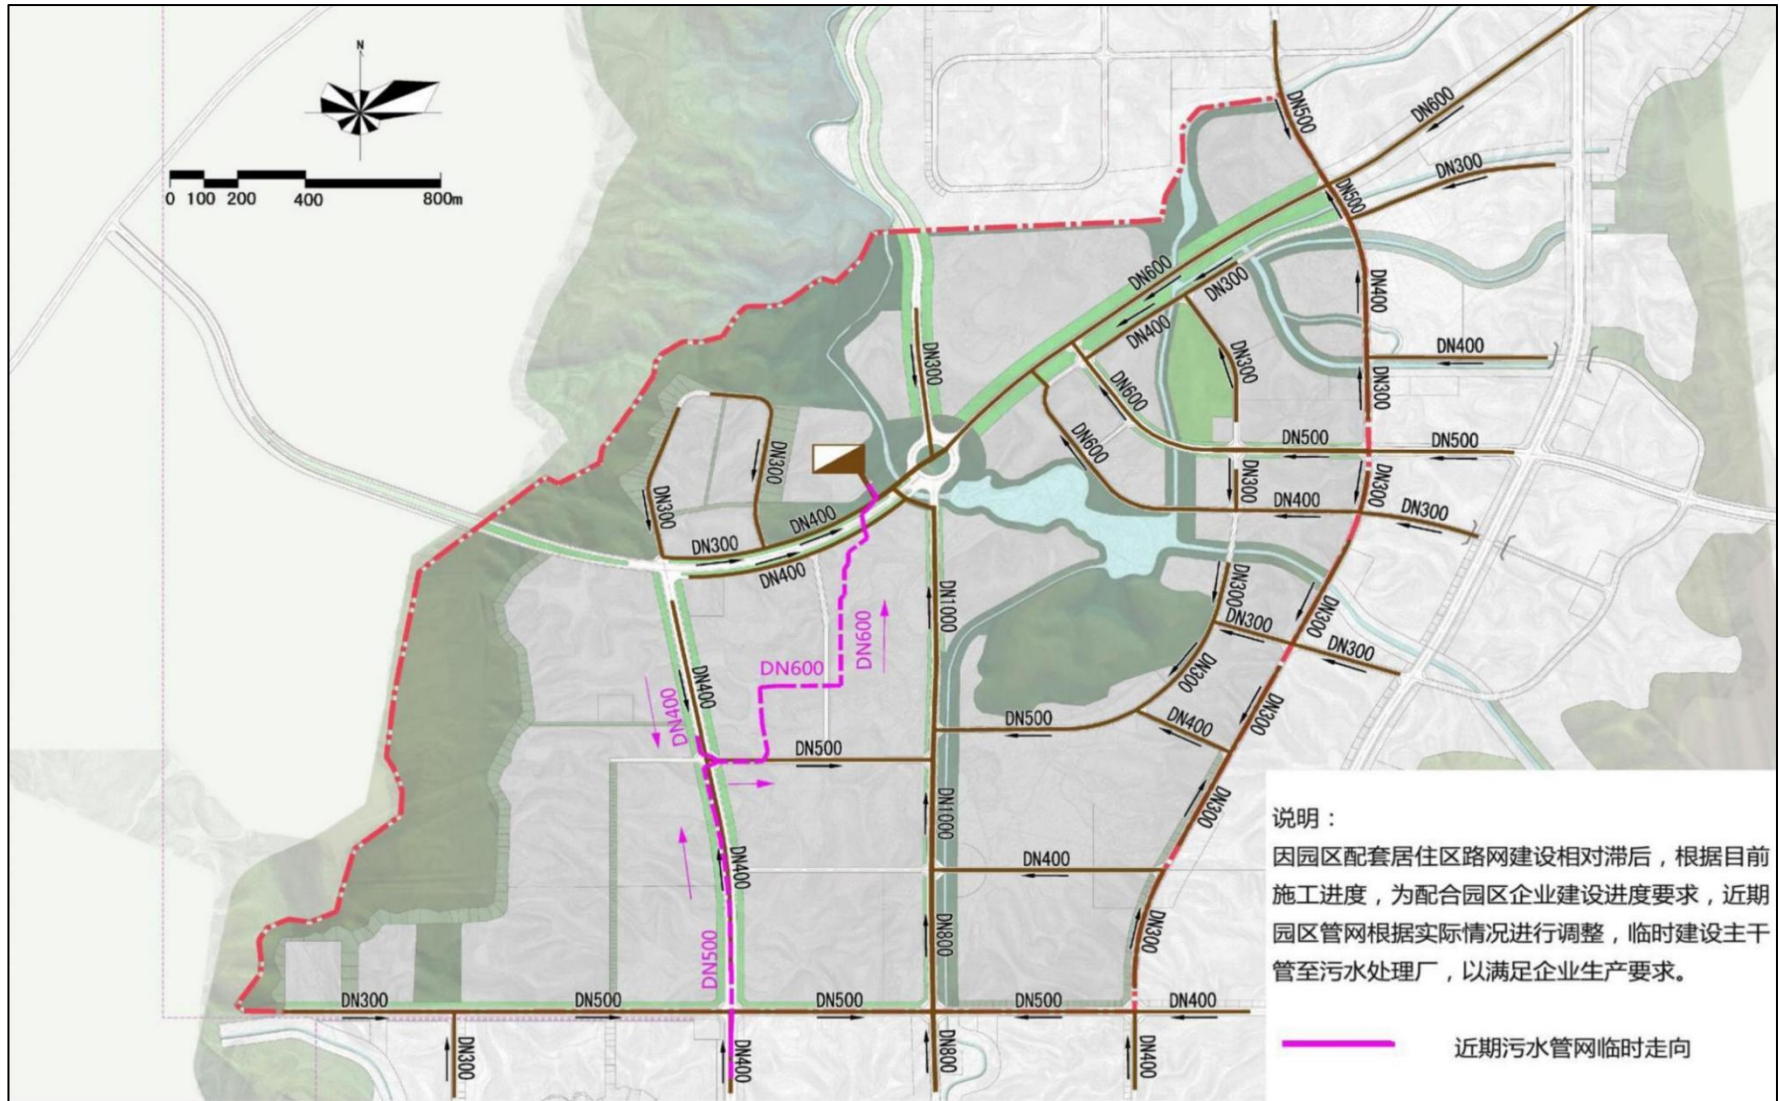 N
0 100 200 400 800m
DN500
DN600
DN300
DN500
DN600
DN300
DN400
DN400
DN300
DN300
DN400
DN600
DN300
DN600
DN500
DN500
DN300
DN300
DN300
DN300
DN400
DN300
DN400
DN300
DN400
DN1000
DN300
DN300
DN300
DN300
DN600
DN600
DN400
DN400
DN300
DN300
DN400
DN500
DN500
DN300
DN1000
DN400
DN400
DN500
DN800
DN300
DN300
DN500
DN500
DN500
DN400
DN300
DN400
DN800
DN400
说明：
因园区配套居住区路网建设相对滞后，根据目前
施工进度，为配合园区企业建设进度要求，近期
园区管网根据实际情况进行调整，临时建设主干
管至污水处理厂，以满足企业生产要求。
近期污水管网临时走向